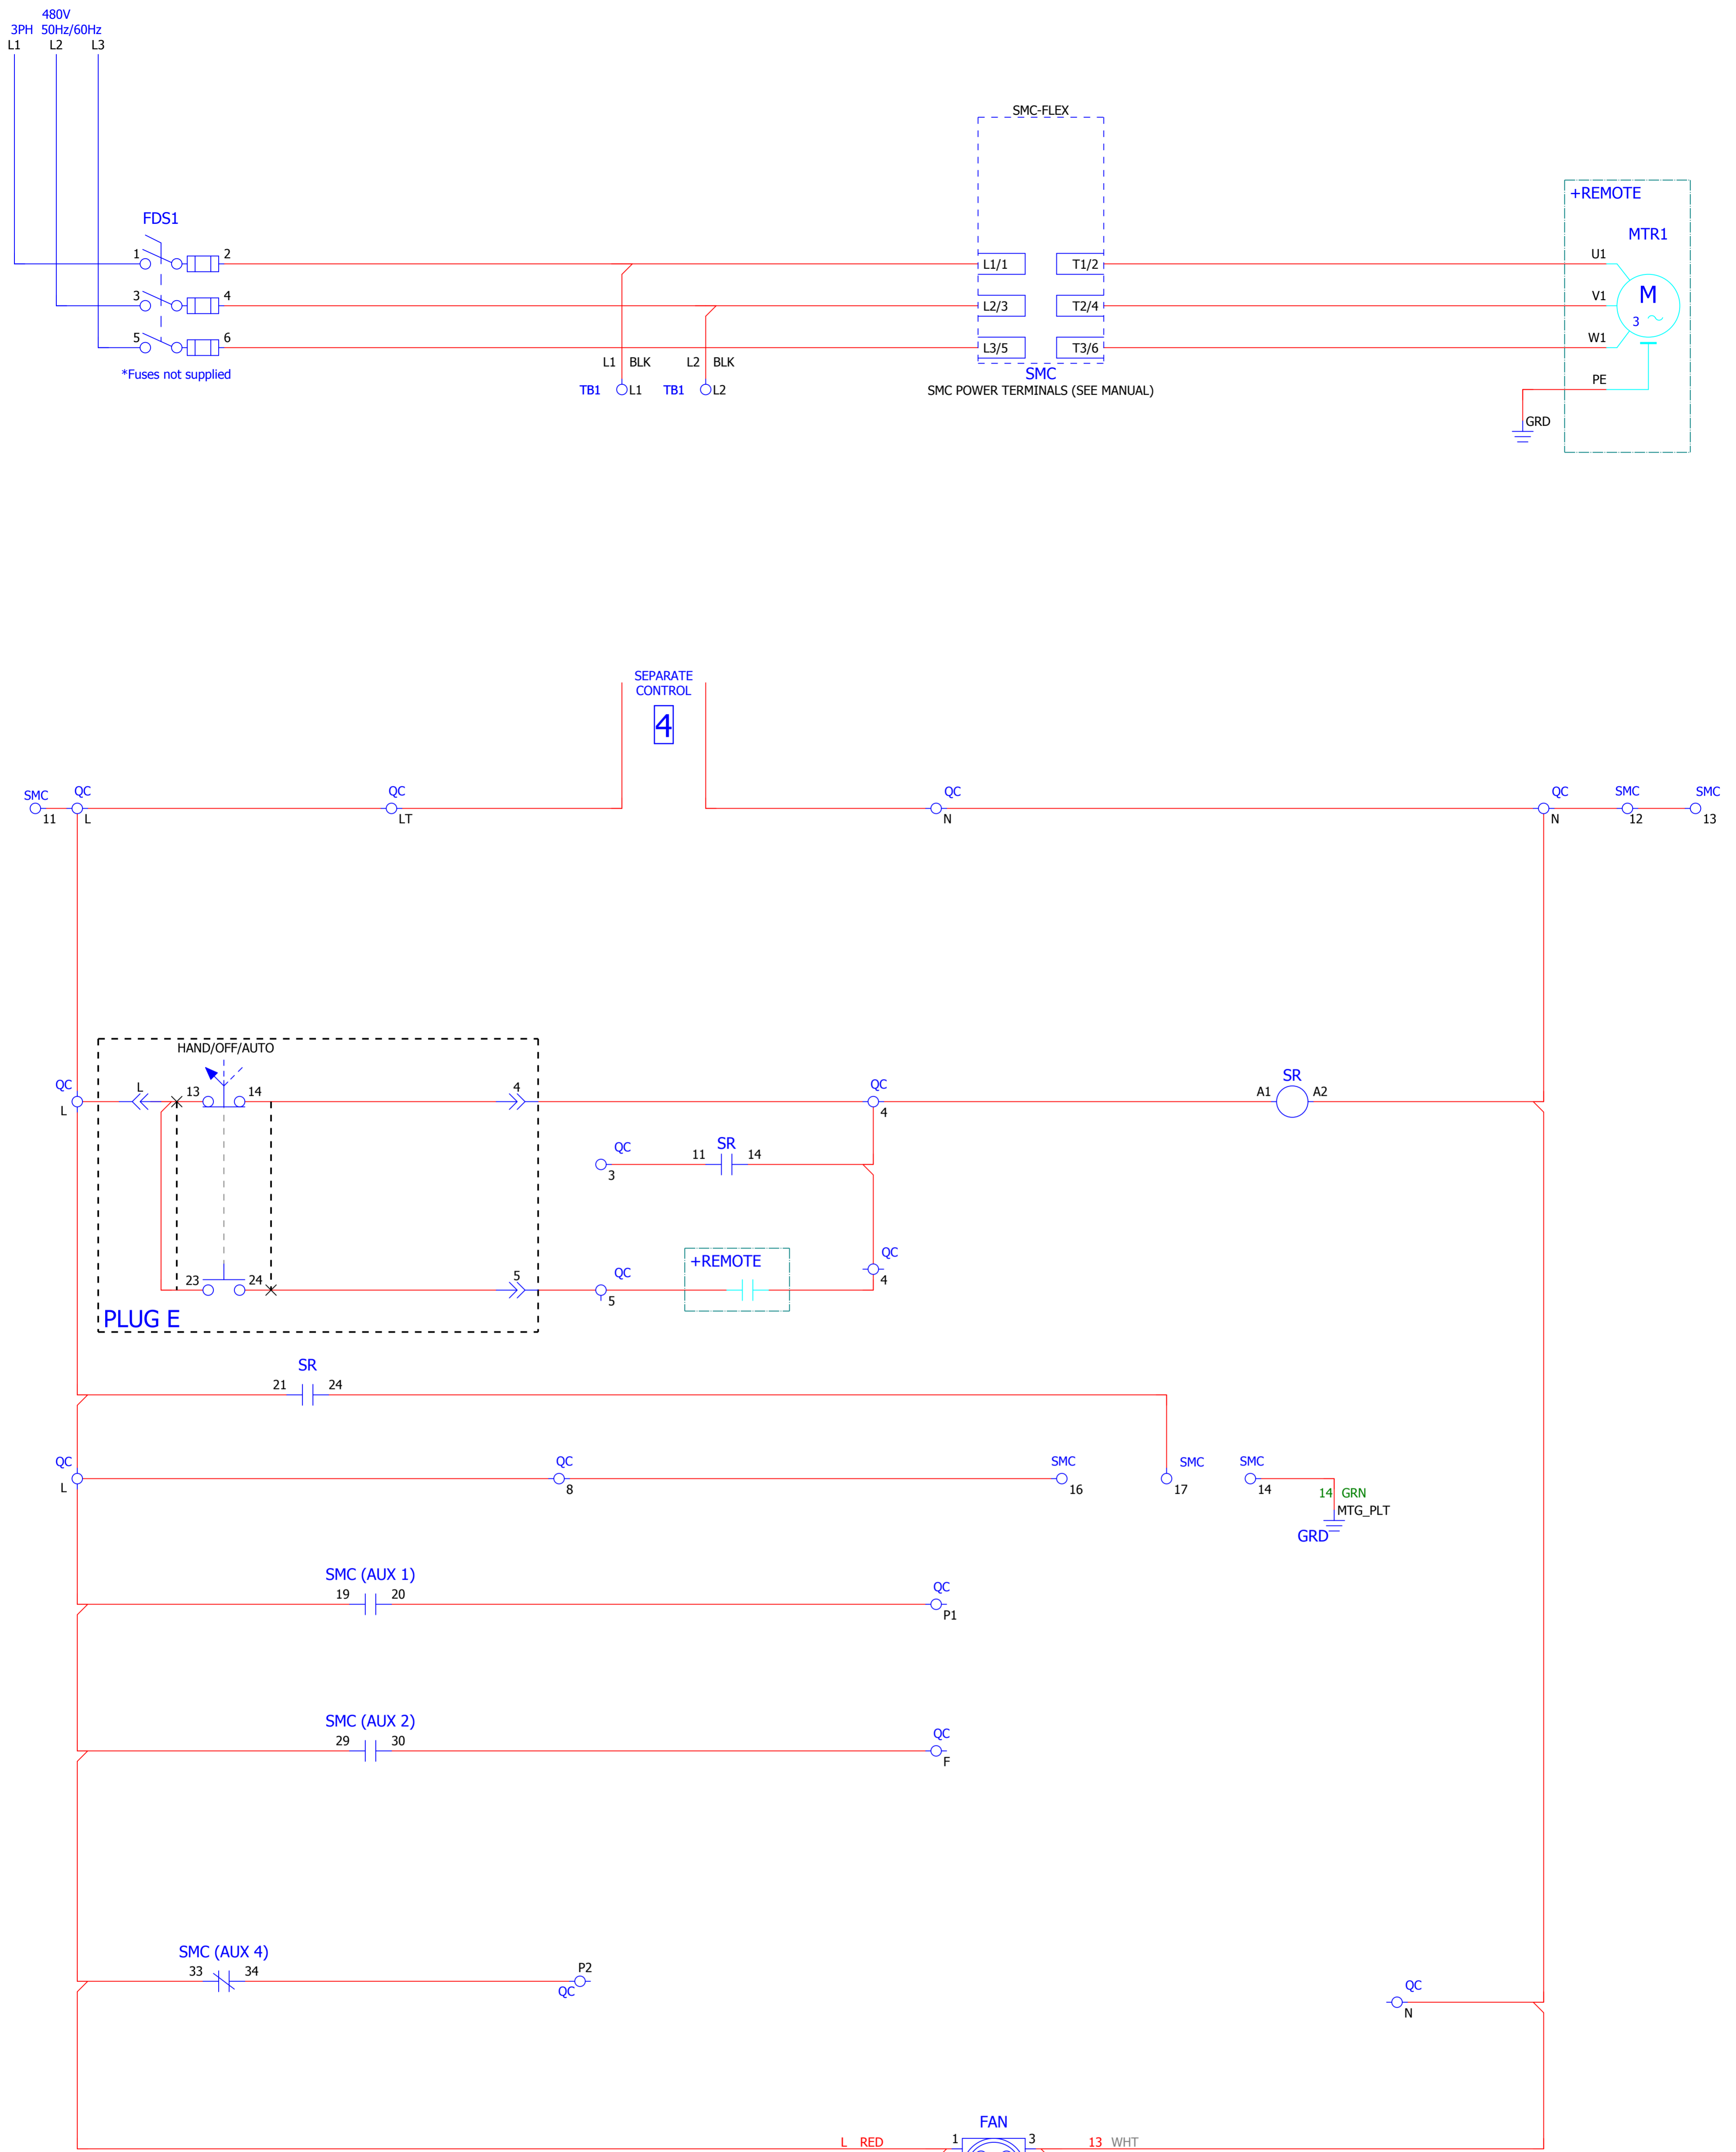 480V
3PH 50Hz/60Hz
L1 L2 L3
SMC-FLEX
+REMOTE
FDS1
MTR1
1 2 L1/1 T1/2 U1
3 4 L2/3 T2/4 V1 M
3
5 6 L3/5 T3/6 W1
L1 BLK L2 BLK
*Fuses not supplied
SMC
PE
TB1 L1 TB1 L2
SMC POWER TERMINALS (SEE MANUAL)
GRD
SEPARATE
CONTROL
4
SMC QC QC QC QC SMC SMC
11 L LT N N 12 13
HAND/OFF/AUTO
QC L 13 14 4 QC SR
A1 A2
L 4
QC SR
11 14
3
+REMOTE QC
23 24 5 QC 4
5
PLUG E
SR
21 24
QC QC SMC SMC SMC
L 8 16 17 14
14 GRN
MTG_PLT
GRD
SMC (AUX 1)
19 20 QC
P1
SMC (AUX 2)
29 30 QC
F
SMC (AUX 4)
33 34 P2
QC
QC
N
FAN
L RED 1 3 13 WHT